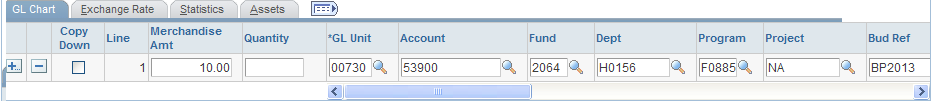 GL Chart Exchange Rate Statistics Assets
Copy Down Line Merchandise Amt Quantity *GL Unit Account Fund Dept Program Project Bud Ref
1 10.00 00730 53900 2064 H0156 F0885 NA BP2013